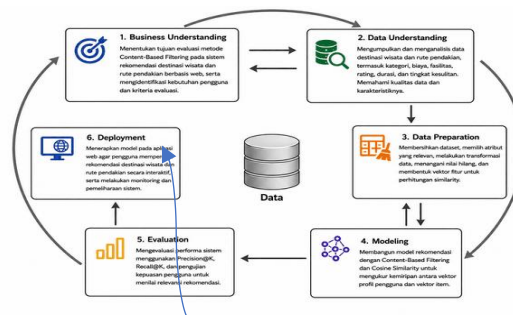 1. Business Understanding
Menentukan tujuan evaluasi metode
Content-Based Filtering pada sistem
rekomendasi destinasi wisata dan
rute pendakian berbasis web, serta
mengidentifikasi kebutuhan pengguna
dan kriteria evaluasi.
2. Data Understanding
Mengumpulkan dan menganalisis data
destinasi wisata dan rute pendakian,
termasuk kategori, biaya, fasilitas,
rating, durasi, dan tingkat kesulitan.
Memahami kualitas data dan
karakteristiknya.
3. Data Preparation
Membersihkan dataset, memilih atribut
yang relevan, melakukan transformasi
data, menangani nilai hilang, dan
membentuk vektor fitur untuk
perhitungan similarity.
4. Modeling
Membangun model rekomendasi
dengan Content-Based Filtering
dan Cosine Similarity untuk
mengukur kemiripan antara vektor
profil pengguna dan vektor item.
5. Evaluation
Mengevaluasi performa sistem
menggunakan Precision@K,
Recall@K, dan pengujian
kepuasan pengguna untuk
menilai relevansi rekomendasi.
6. Deployment
Menerapkan model pada aplikasi
web agar pengguna
rekomendasi destinasi wisata dan
rute pendakian secara interaktif,
serta melakukan monitoring dan
pemeliharaan sistem.
Data